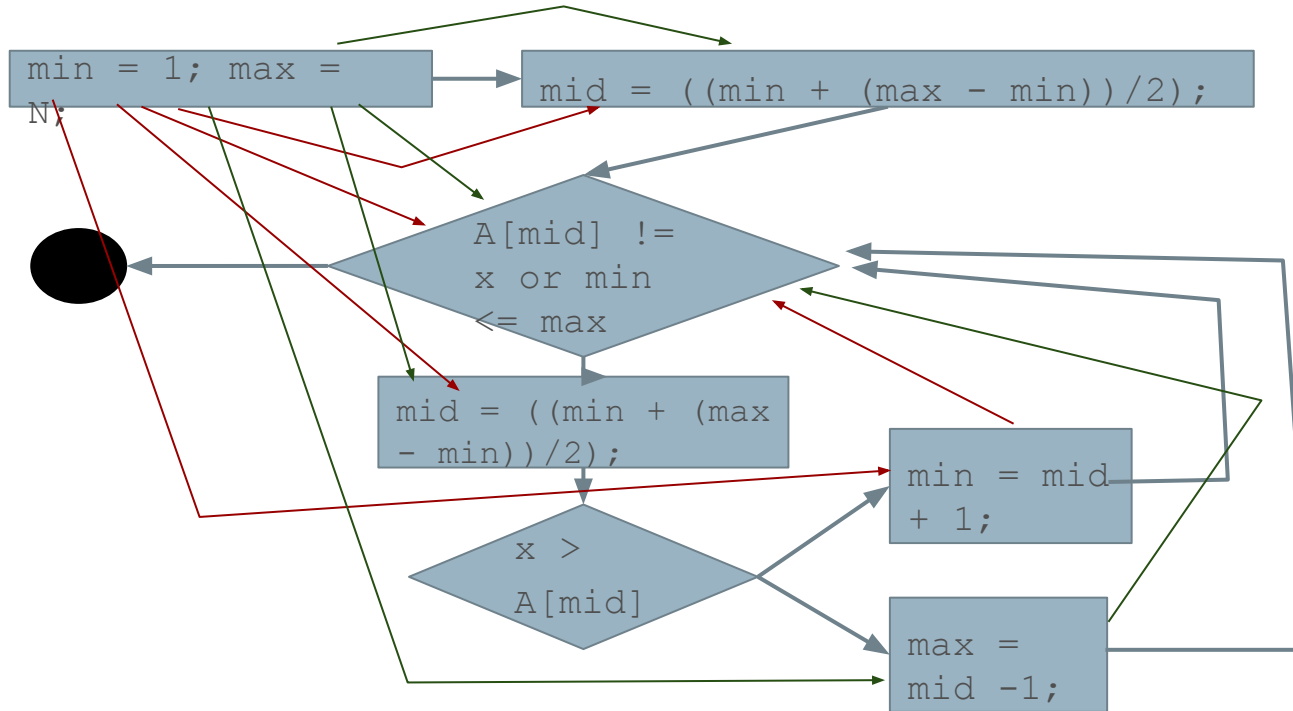 min = 1; max =
N;
mid = ((min + (max - min))/2);
A[mid] !=
x or min
<= max
mid = ((min + (max
- min))/2);
min = mid
+ 1;
x >
A[mid]
max =
mid -1;